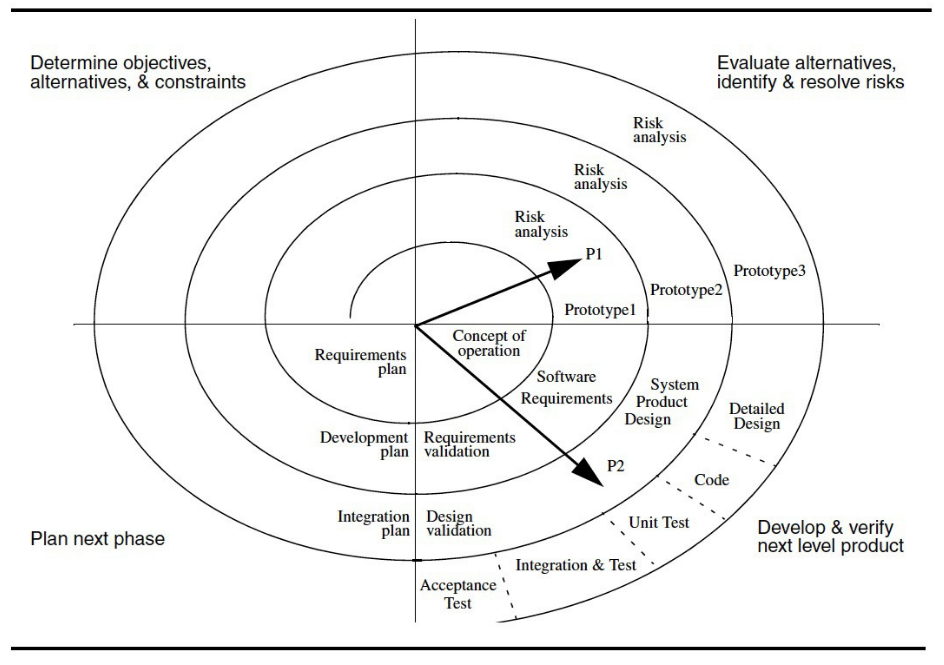 Determine objectives,
alternatives, & constraints
Evaluate alternatives,
identify & resolve risks
Risk
analysis
Risk
analysis
Risk
analysis
P1
Prototype1
Prototype2
Prototype3
Requirements
plan
Concept of
operation
Software
Requirements
System
Product
Design
Detailed
Design
Development
plan
Requirements
validation
P2
Code
Integration
plan
Design
validation
Unit Test
Integration & Test
Acceptance
Test
Plan next phase
Develop & verify
next level product